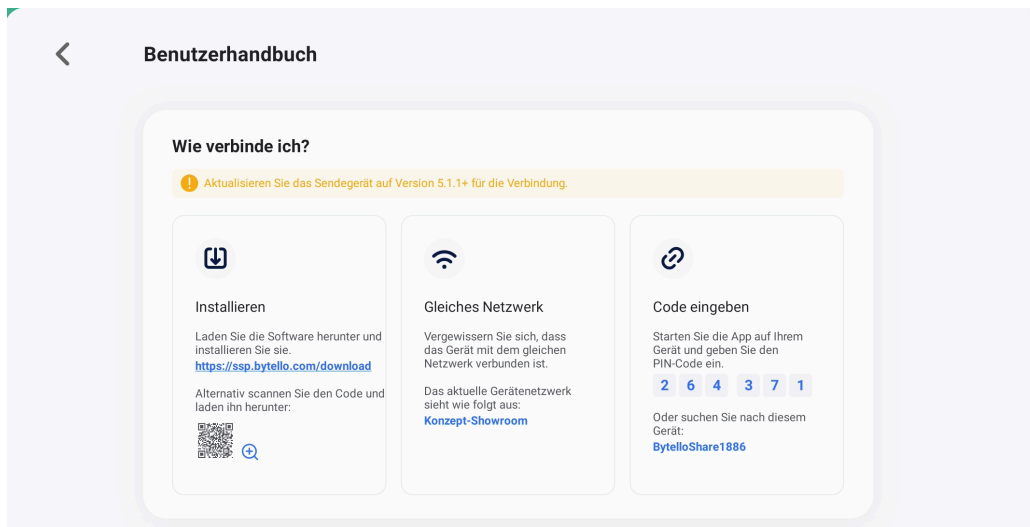 Benutzerhandbuch
Wie verbinde ich?
Aktualisieren Sie das Sendegerät auf Version 5.1.1+ für die Verbindung.
Installieren
Laden Sie die Software herunter und
installieren Sie sie.
https://ssp.bytello.com/download
Alternativ scannen Sie den Code und
laden ihn herunter:
Gleiches Netzwerk
Vergewissern Sie sich, dass
das Gerät mit dem gleichen
Netzwerk verbunden ist.
Das aktuelle Gerätenetzwerk
sieht wie folgt aus:
Konzept-Showroom
Code eingeben
Starten Sie die App auf Ihrem
Gerät und geben Sie den
PIN-Code ein.
2 6 4 3 7 1
Oder suchen Sie nach diesem
Gerät:
BytelloShare1886